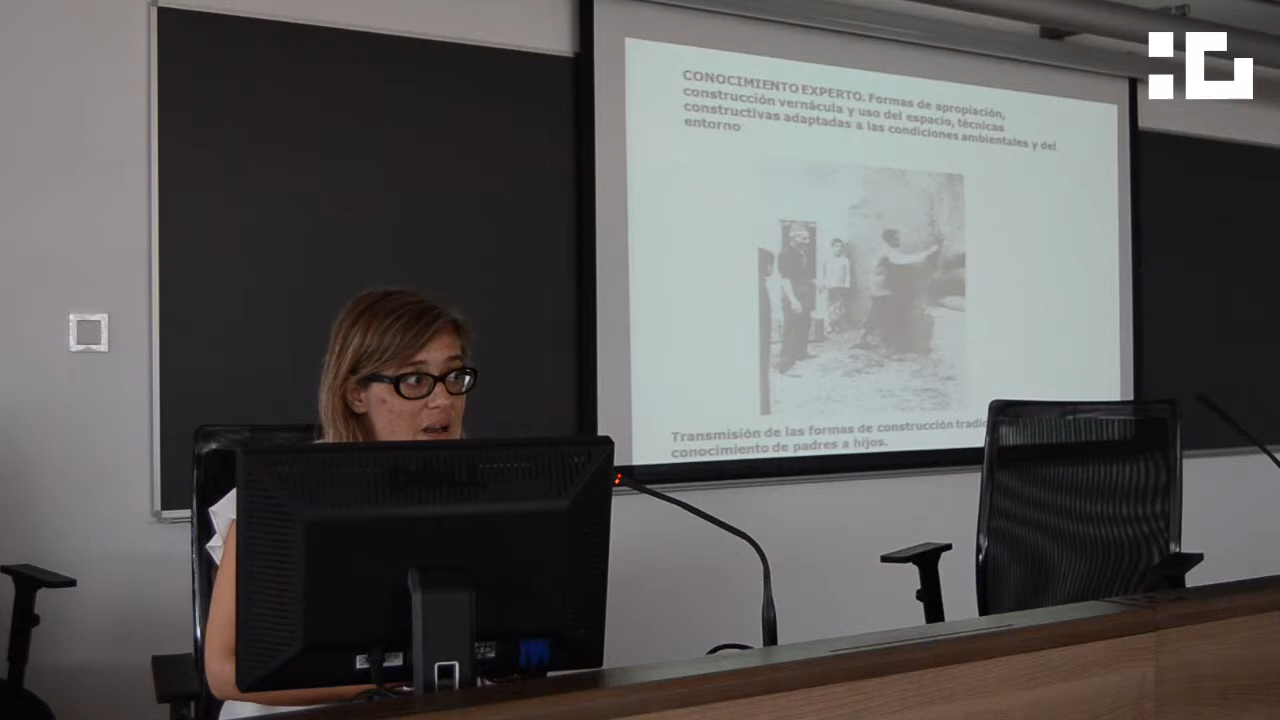 CONOCIMIENTO EXPERTO. Formas de apropiación,
construcción vernácula y uso del espacio, técnicas
constructivas adaptadas a las condiciones ambientales y del
entorno
Transmisión de las formas de construcción
conocimiento de padres a hijos.